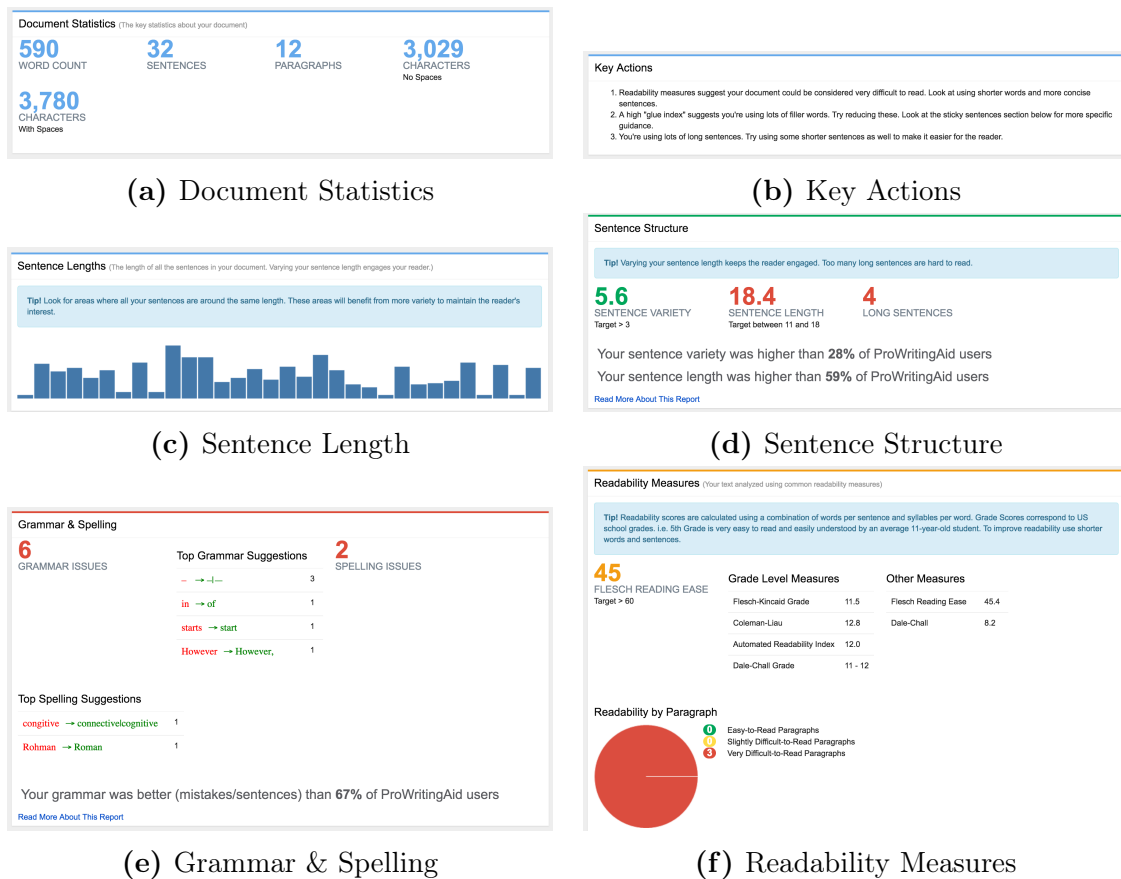 Document Statistics (The key statistics about your document)
590 32 12 3,029
WORD COUNT SENTENCES PARAGRAPHS CHARACTERS
No Spaces
3,780
CHARACTERS
With Spaces
(a) Document Statistics
Key Actions
1. Readability measures suggest your document could be considered very difficult to read. Look at using shorter words and more concise
sentences.
2. A high "glue index" suggests you're using lots of filler words. Try reducing these. Look at the sticky sentences section below for more specific
guidance.
3. You're using lots of long sentences. Try using some shorter sentences as well to make it easier for the reader.
(b) Key Actions
Sentence Lengths (The length of all the sentences in your document. Varying your sentence length engages your reader.)
Tip! Look for areas where all your sentences are around the same length. These areas will benefit from more variety to maintain the reader's
interest.
(c) Sentence Length
Sentence Structure
Tip! Varying your sentence length keeps the reader engaged. Too many long sentences are hard to read.
5.6 18.4 4
SENTENCE VARIETY SENTENCE LENGTH LONG SENTENCES
Target > 3 Target between 11 and 18
Your sentence variety was higher than 28% of ProWritingAid users
Your sentence length was higher than 59% of ProWritingAid users
Read More About This Report
(d) Sentence Structure
Grammar & Spelling
6 2
GRAMMAR ISSUES SPELLING ISSUES
Top Grammar Suggestions
– → –|— 3
in → of 1
starts → start 1
However → However, 1
Top Spelling Suggestions
congitive → connective|cognitive 1
Rohman → Roman 1
Your grammar was better (mistakes/sentences) than 67% of ProWritingAid users
Read More About This Report
(e) Grammar & Spelling
Readability Measures (Your text analyzed using common readability measures)
Tip! Readability scores are calculated using a combination of words per sentence and syllables per word. Grade Scores correspond to US
school grades. i.e. 5th Grade is very easy to read and easily understood by an average 11-year-old student. To improve readability use shorter
words and sentences.
45
FLESCH READING EASE
Target > 60
Grade Level Measures
Flesch-Kincaid Grade 11.5
Coleman-Liau 12.8
Automated Readability Index 12.0
Dale-Chall Grade 11 - 12
Other Measures
Flesch Reading Ease 45.4
Dale-Chall 8.2
Readability by Paragraph
0 Easy-to-Read Paragraphs
0 Slightly Difficult-to-Read Paragraphs
3 Very Difficult-to-Read Paragraphs
(f) Readability Measures